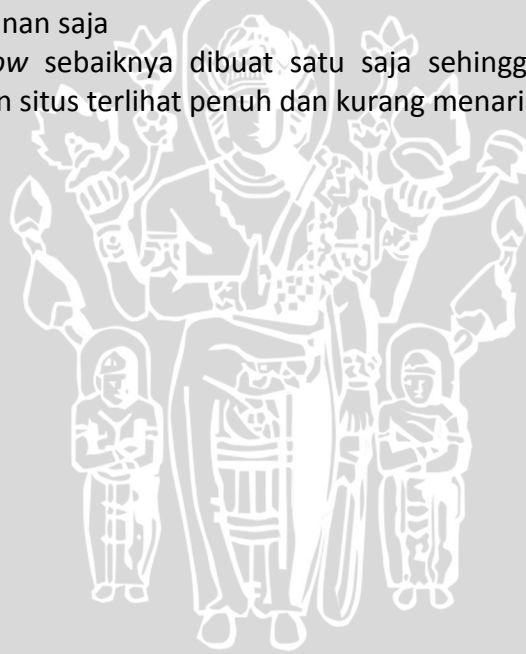 nan saja
ow sebaiknya dibuat satu saja sehingg
n situs terlihat penuh dan kurang menari